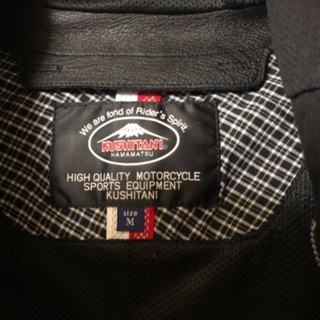 We are fond of Rider's Spirit.
KUSHITANI
HAMAMATSU
HIGH QUALITY MOTORCYCLE
SPORTS EQUIPMENT
KUSHITANI
size
M